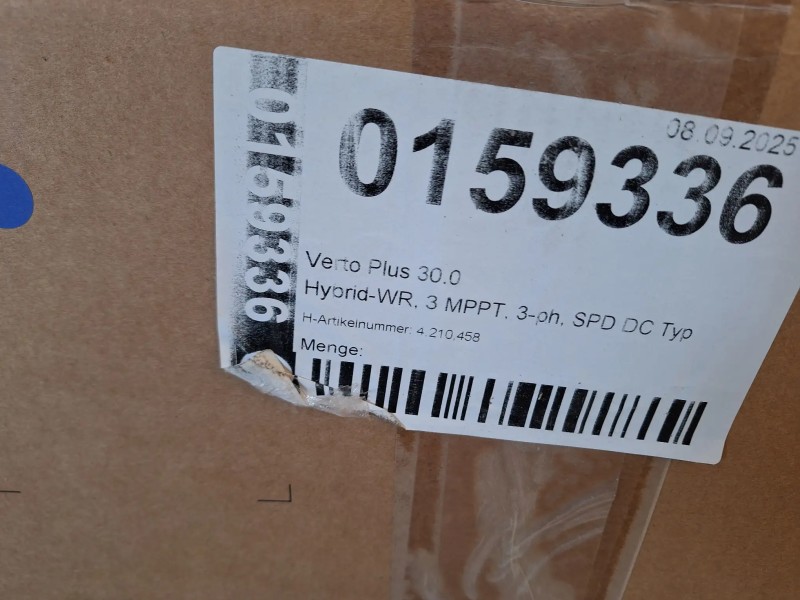 08.09.2025
0159336
0159336
Verto Plus 30.0
Hybrid-WR, 3 MPPT, 3-ph, SPD DC Typ
H-Artikelnummer: 4.210,458
Menge: